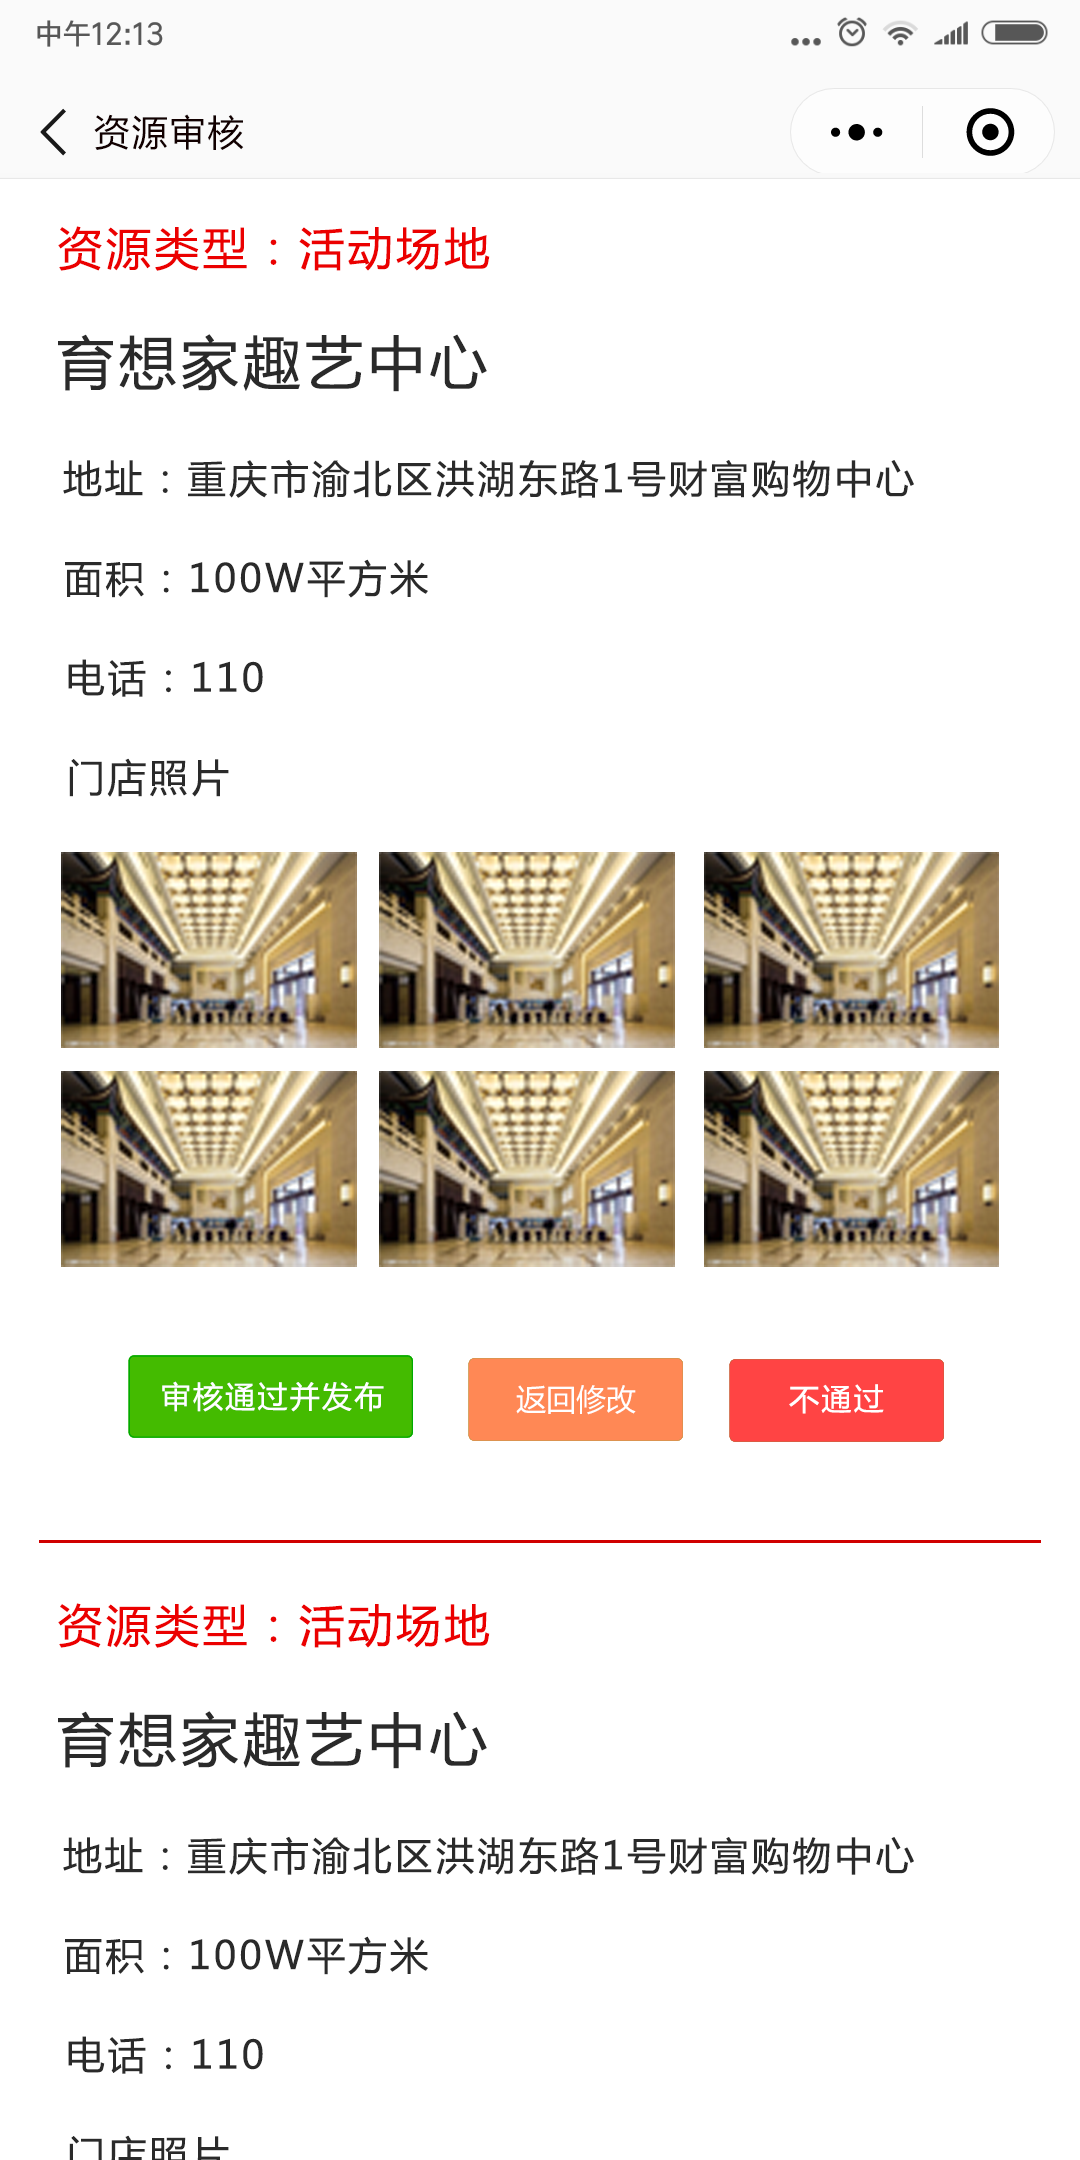 中午12:13
资源审核
资源类型：活动场地
育想家趣艺中心
地址：重庆市渝北区洪湖东路1号财富购物中心
面积：100W平方米
电话：110
门店照片
审核通过并发布 返回修改 不通过
资源类型：活动场地
育想家趣艺中心
地址：重庆市渝北区洪湖东路1号财富购物中心
面积：100W平方米
电话：110
门店照片